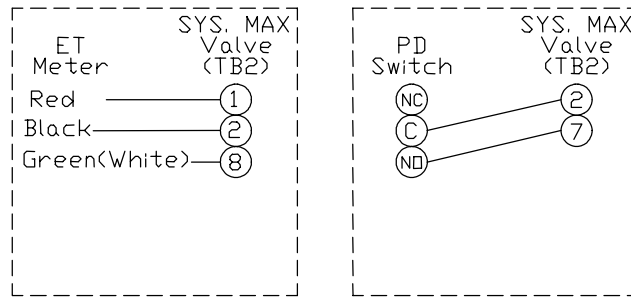 SYS. MAX
ET Valve
Meter (TB2)
Red 1
Black 2
Green(White) 8
SYS. MAX
PD Valve
Switch (TB2)
NC 2
C 7
NO